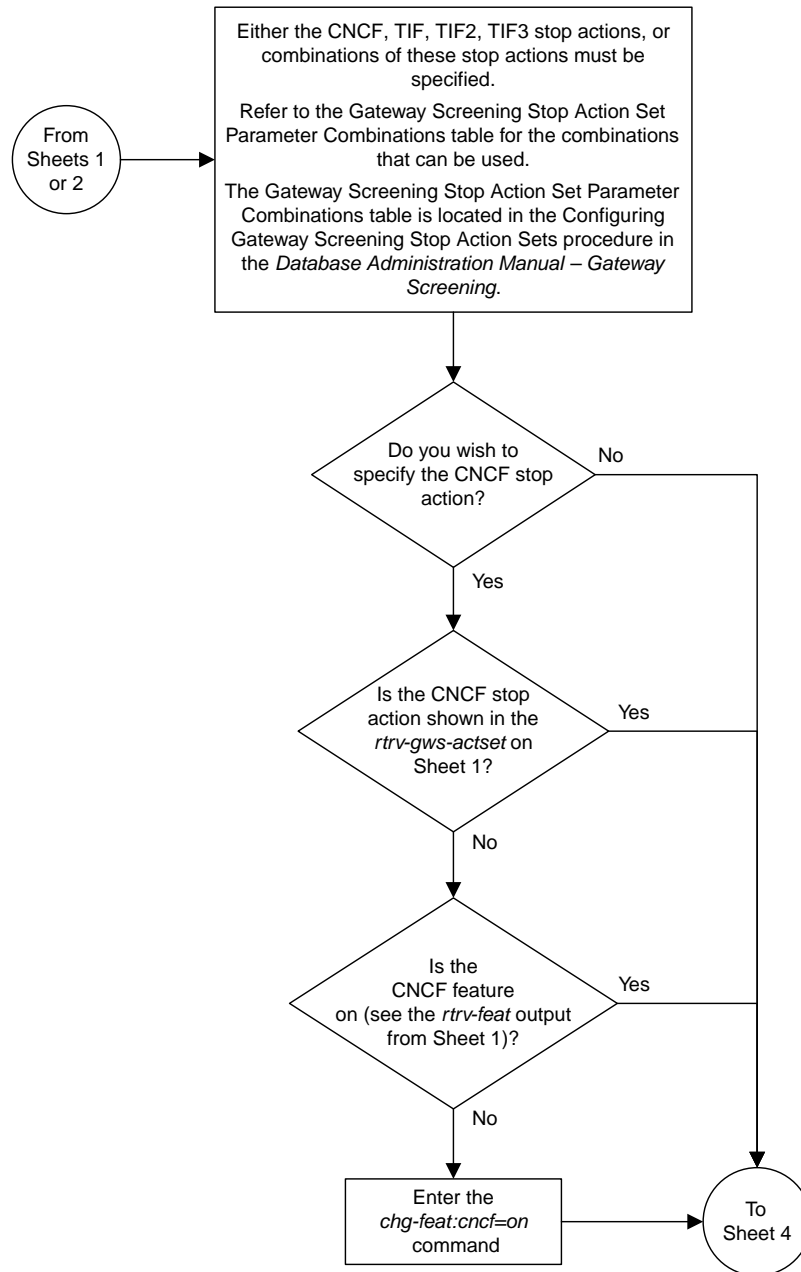 Either the CNCF, TIF, TIF2, TIF3 stop actions, or
combinations of these stop actions must be
specified.
Refer to the Gateway Screening Stop Action Set
Parameter Combinations table for the combinations
that can be used.
The Gateway Screening Stop Action Set Parameter
Combinations table is located in the Configuring
Gateway Screening Stop Action Sets procedure in
the Database Administration Manual – Gateway
Screening.
From
Sheets 1
or 2
Do you wish to
specify the CNCF stop
action?
No
Yes
Is the CNCF stop
action shown in the
rtrv-gws-actset on
Sheet 1?
Yes
No
Is the
CNCF feature
on (see the rtrv-feat output
from Sheet 1)?
Yes
No
Enter the
chg-feat:cncf=on
command
To
Sheet 4